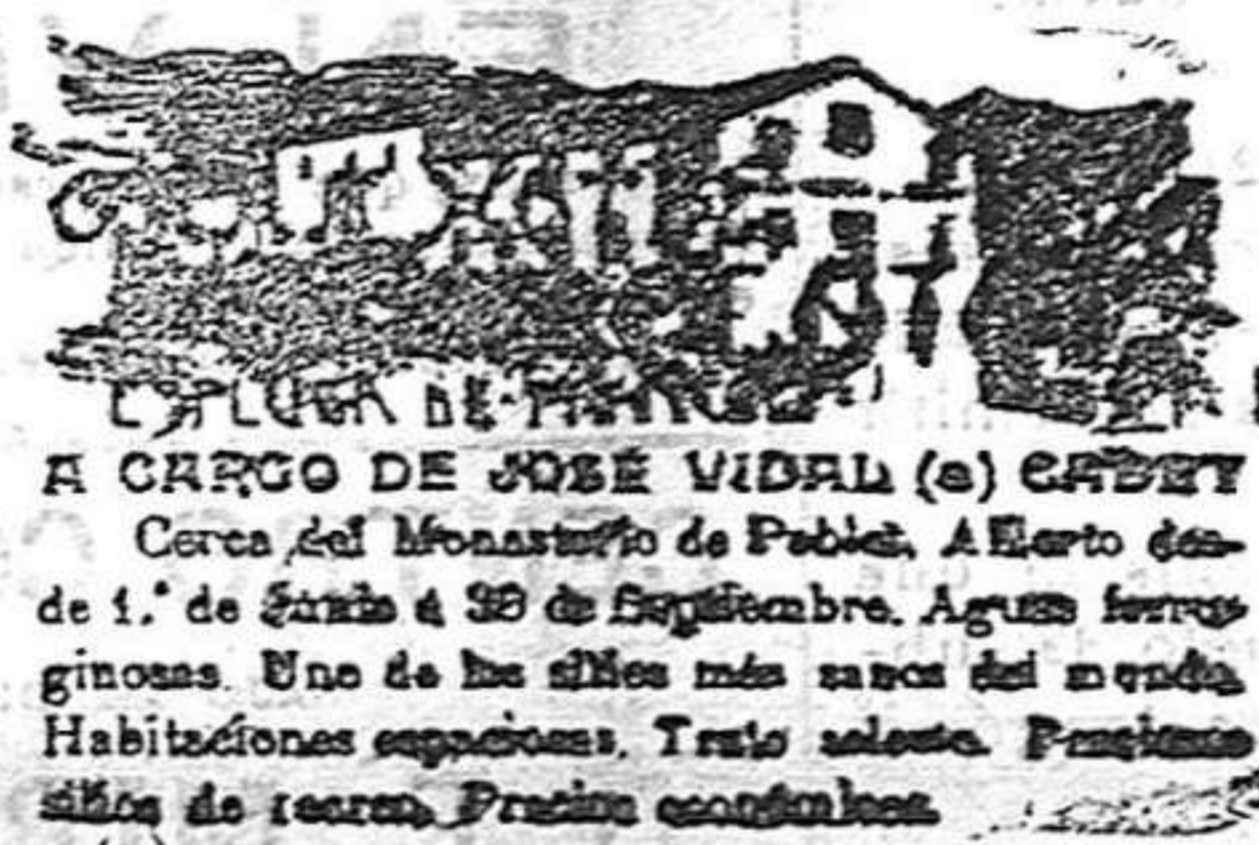 A CARGO DE JOSÉ VIDAL (a) CADET
Cerca del Monasterio de Poblet. Abierto des-
de 1.° de Junio á 30 de Septiembre. Aguas ferru-
ginosas. Uno de los sitios más sanos del mundo.
Habitaciones espaciosas. Trato selecto. Preciosos
sitios de recreo. Precios económicos.